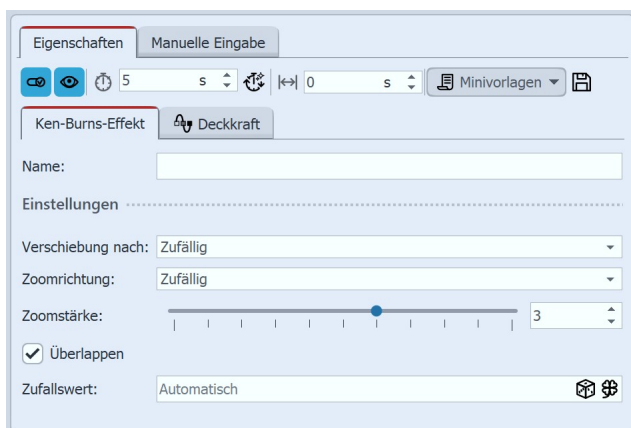 Eigenschaften Manuelle Eingabe
5 s 0 s Minivorlagen
Ken-Burns-Effekt Deckkraft
Name:
Einstellungen
Verschiebung nach: Zufällig
Zoomrichtung: Zufällig
Zoomstärke: 3
Überlappen
Zufallswert: Automatisch